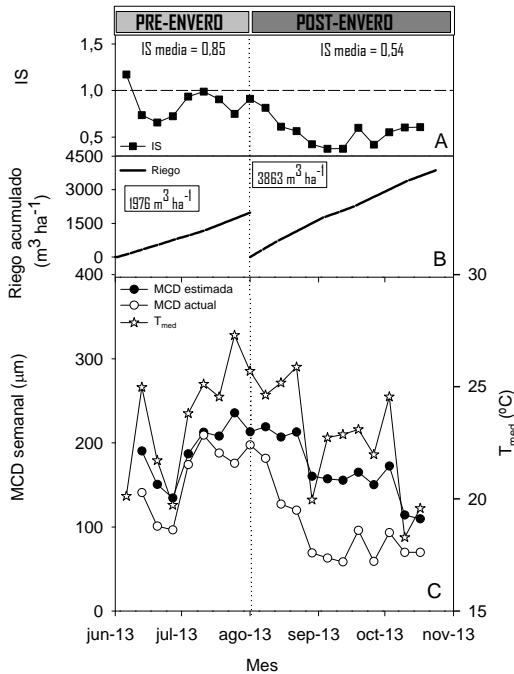 PRE-ENVERO
POST-ENVERO
IS media = 0,85
IS media = 0,54
IS
1,5
1,0
0,5
IS
A
Riego acumulado
(m³ ha⁻¹)
4500
3000
1500
0
400
Riego
1976 m³ ha⁻¹
3863 m³ ha⁻¹
B
30
MCD semanal (µm)
300
200
100
0
MCD estimada
MCD actual
T_med
25
20
15
T_med (ºC)
C
jun-13
jul-13
ago-13
sep-13
oct-13
nov-13
Mes